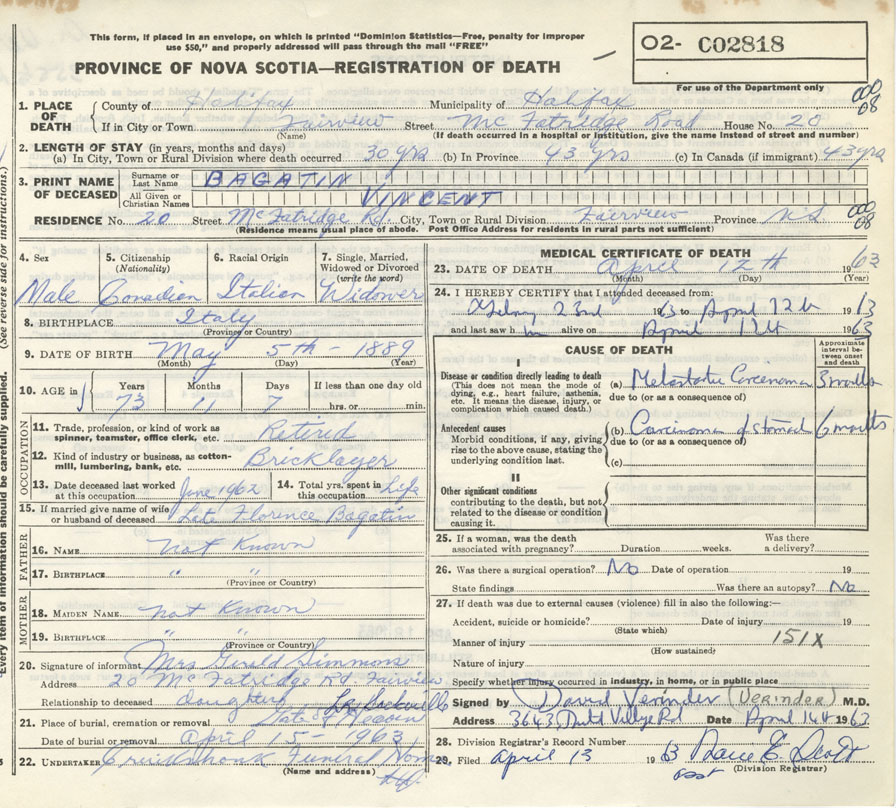 This form, if placed in an envelope, on which is printed "Dominion Statistics—Free, penalty for improper
use $50," and properly addressed will pass through the mail "FREE"
O2- C02818
PROVINCE OF NOVA SCOTIA—REGISTRATION OF DEATH
For use of the Department only
1. PLACE OF DEATH
County of Halifax Municipality of Halifax
If in City or Town Fairview Street McFatridge Road House No. 20
(Name) (If death occurred in a hospital or institution, give the name instead of street and number)
000
08
2. LENGTH OF STAY (in years, months and days)
(a) In City, Town or Rural Division where death occurred 30 yrs (b) In Province 43 yrs (c) In Canada (if immigrant) 43 yrs
3. PRINT NAME OF DECEASED
Surname or Last Name BAGATIN
All Given or Christian Names VINCENT
RESIDENCE No. 20 Street McFatridge Rd. City, Town or Rural Division Fairview Province N S
000
08
(Residence means usual place of abode. Post Office Address for residents in rural parts not sufficient)
4. Sex 5. Citizenship (Nationality) 6. Racial Origin 7. Single, Married, Widowed or Divorced (write the word)
Male Canadian Italian Widower
8. BIRTHPLACE Italy
(Province or Country)
9. DATE OF BIRTH May 5th - 1889
(Month) (Day) (Year)
10. AGE in Years Months Days If less than one day old
73 11 7 hrs. or min.
OCCUPATION
11. Trade, profession, or kind of work as spinner, teamster, office clerk, etc. Retired
12. Kind of industry or business, as cotton-mill, lumbering, bank, etc. Bricklayer
13. Date deceased last worked at this occupation June 1962 14. Total yrs. spent in this occupation Life
15. If married give name of wife or husband of deceased Late Florence Bagatin
FATHER
16. NAME Not Known
17. BIRTHPLACE " "
(Province or Country)
MOTHER
18. MAIDEN NAME Not Known
19. BIRTHPLACE " "
(Province or Country)
20. Signature of informant Mrs Gerald Simmons
Address 20 McFatridge Rd Fairview
Relationship to deceased daughter
21. Place of burial, cremation or removal Gate of Heaven
Date of burial or removal April 15 - 1963
22. UNDERTAKER Cruikshank Funeral Home
(Name and address)
MEDICAL CERTIFICATE OF DEATH
23. DATE OF DEATH April 12th 1963
(Month) (Day) (Year)
24. I HEREBY CERTIFY that I attended deceased from:
23rd 1963 to April 12th 1963
and last saw him alive on April 12th 1963
CAUSE OF DEATH
Approximate interval between onset and death
I
Disease or condition directly leading to death
(This does not mean the mode of dying, e.g., heart failure, asthenia, etc. It means the disease, injury, or complication which caused death.)
(a) Metastatic Carcinoma 3 months
due to (or as a consequence of)
Antecedent causes
Morbid conditions, if any, giving rise to the above cause, stating the underlying condition last.
(b) Carcinoma of stomach 6 months
due to (or as a consequence of)
(c)
II
Other significant conditions
contributing to the death, but not related to the disease or condition causing it.
25. If a woman, was the death associated with pregnancy? Duration weeks. Was there a delivery?
26. Was there a surgical operation? No Date of operation 19
State findings Was there an autopsy? No
27. If death was due to external causes (violence) fill in also the following:—
Accident, suicide or homicide? Date of injury 19
(State which)
Manner of injury 151X
(How sustained)
Nature of injury
Specify whether injury occurred in industry, in home, or in public place
Signed by David Verinder (Verinder) M.D.
Address 3643 Dutch Village Rd Date April 14th 1963
28. Division Registrar's Record Number
29. Filed April 13 1963
(Division Registrar)
(See reverse side for instructions.)
Every item of information should be carefully supplied.